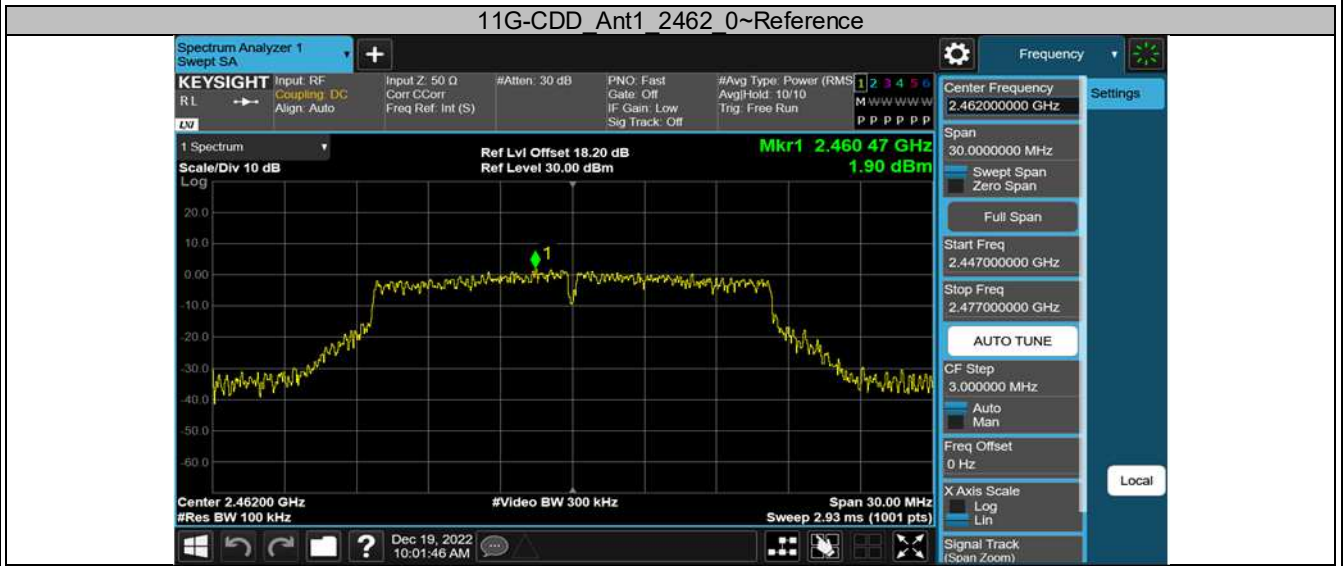 11G-CDD_Ant1_2462_0~Reference
Spectrum Analyzer 1
Swept SA
+
Frequency
KEYSIGHT
RL
LXI
Input: RF
Coupling: DC
Align: Auto
Input Z: 50 Ω
Corr CCorr
Freq Ref: Int (S)
#Atten: 30 dB
PNO: Fast
Gate: Off
IF Gain: Low
Sig Track: Off
#Avg Type: Power (RMS
Avg|Hold: 10/10
Trig: Free Run
1 2 3 4 5 6
M W W W W W
P P P P P P
1 Spectrum
Scale/Div 10 dB
Log
Ref Lvl Offset 18.20 dB
Ref Level 30.00 dBm
Mkr1 2.460 47 GHz
1.90 dBm
20.0
10.0
0.00
-10.0
-20.0
-30.0
-40.0
-50.0
-60.0
1
Center 2.46200 GHz
#Res BW 100 kHz
#Video BW 300 kHz
Span 30.00 MHz
Sweep 2.93 ms (1001 pts)
?
Dec 19, 2022
10:01:46 AM
Center Frequency
2.462000000 GHz
Span
30.0000000 MHz
Swept Span
Zero Span
Full Span
Start Freq
2.447000000 GHz
Stop Freq
2.477000000 GHz
AUTO TUNE
CF Step
3.000000 MHz
Auto
Man
Freq Offset
0 Hz
X Axis Scale
Log
Lin
Signal Track
(Span Zoom)
Settings
Local